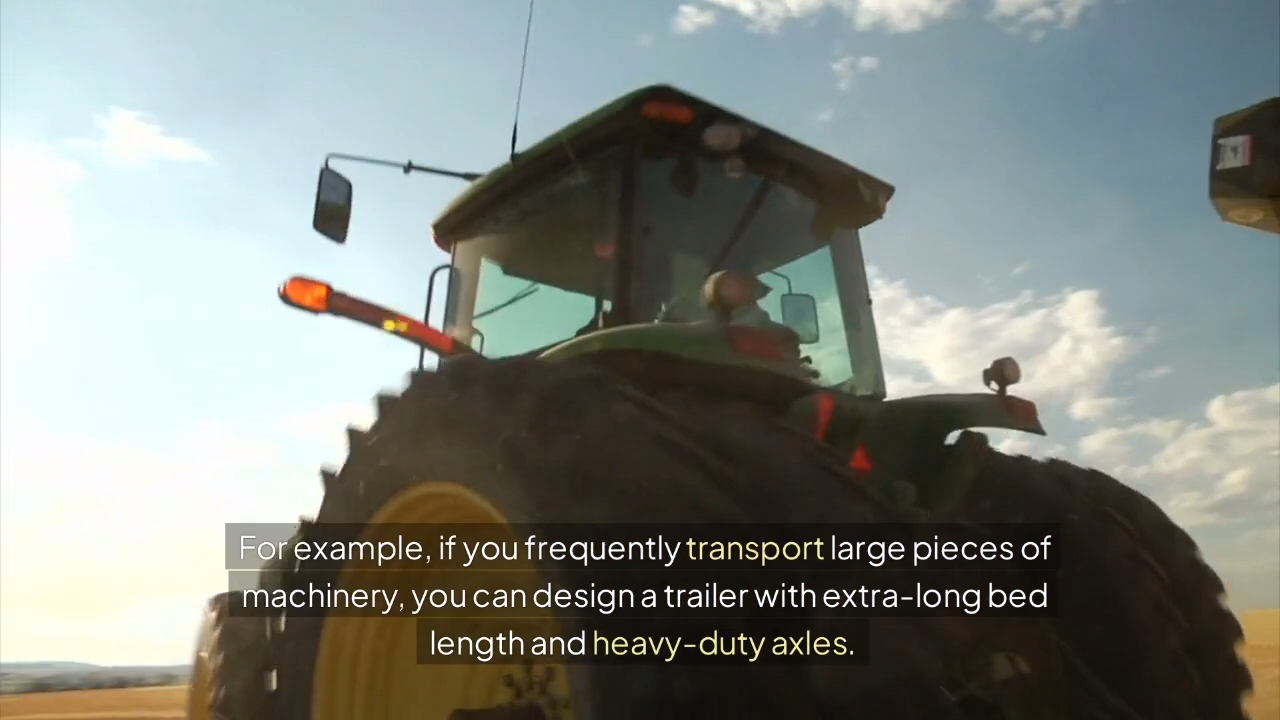 For example, if you frequently transport large pieces of
machinery, you can design a trailer with extra-long bed
length and heavy-duty axles.